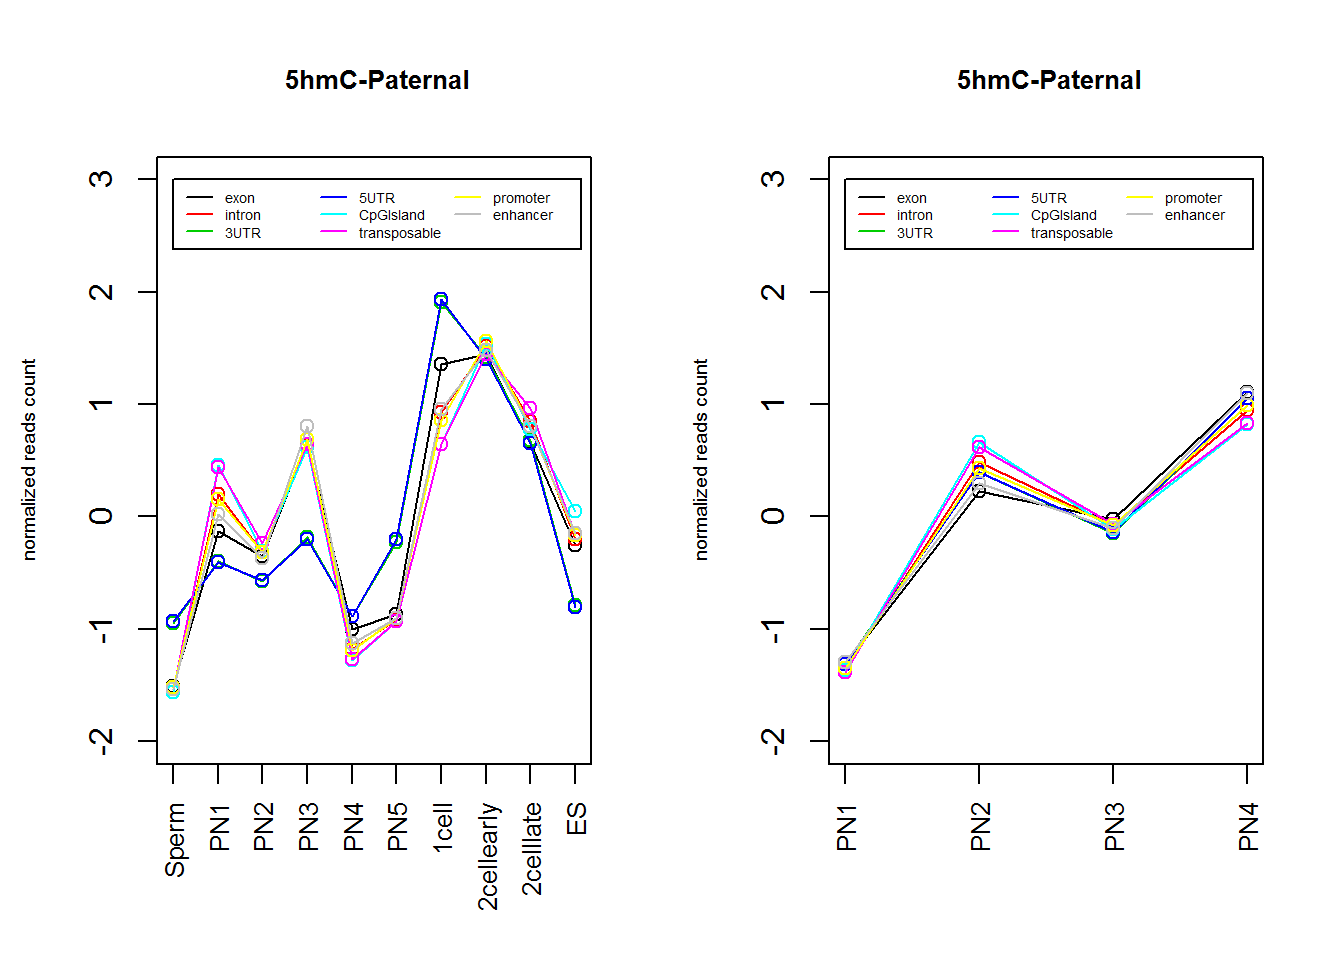 5hmC-Paternal
normalized reads count
3
2
1
0
-1
-2
exon
intron
3UTR
5UTR
CpGIsland
transposable
promoter
enhancer
Sperm
PN1
PN2
PN3
PN4
PN5
1cell
2cellearly
2celllate
ES
5hmC-Paternal
normalized reads count
3
2
1
0
-1
-2
exon
intron
3UTR
5UTR
CpGIsland
transposable
promoter
enhancer
PN1
PN2
PN3
PN4